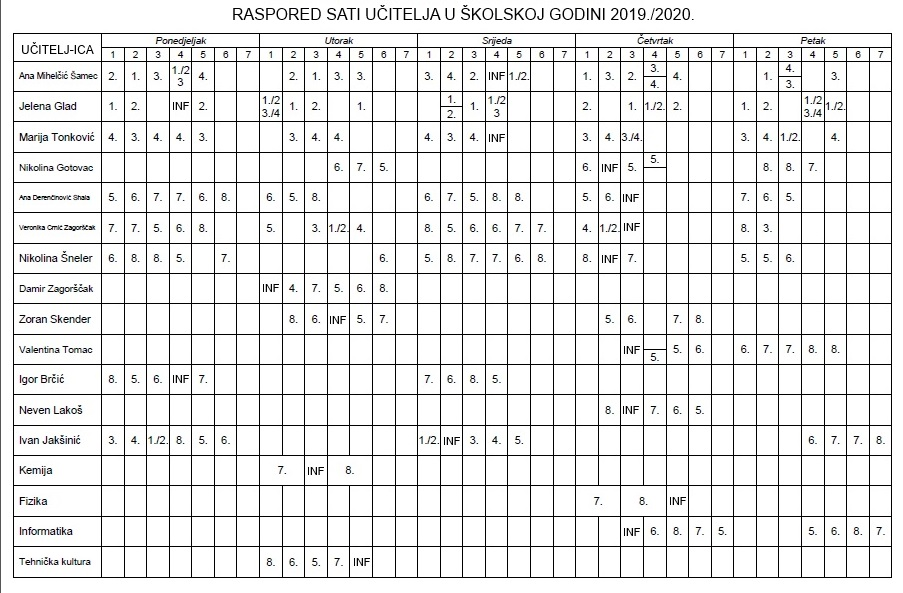 RASPORED SATI UČITELJA U ŠKOLSKOJ GODINI 2019./2020.
UČITELJ-ICA Ponedjeljak Utorak Srijeda Četvrtak Petak
1 2 3 4 5 6 7 1 2 3 4 5 6 7 1 2 3 4 5 6 7 1 2 3 4 5 6 7 1 2 3 4 5 6 7
Ana Mihelčić Šamec 2. 1. 3. 1./2 3 4. 2. 1. 3. 3. 3. 4. 2. INF 1./2. 1. 3. 2. 3. 4. 4. 1. 4. 3. 3.
Jelena Glad 1. 2. INF 2. 1./2 3./4 1. 2. 1. 1. 2. 1. 1./2 3 2. 1. 1./2. 2. 1. 2. 1./2 3./4 1./2.
Marija Tonković 4. 3. 4. 4. 3. 3. 4. 4. 4. 3. 4. INF 3. 4. 3./4. 3. 4. 1./2. 4.
Nikolina Gotovac 6. 7. 5. 6. INF 5. 5. 8. 8. 7.
Ana Derenčinović Shala 5. 6. 7. 7. 6. 8. 6. 5. 8. 6. 7. 5. 8. 8. 5. 6. INF 7. 6. 5.
Veronika Crnić Zagorščak 7. 7. 5. 6. 8. 5. 3. 1./2. 4. 8. 5. 6. 6. 7. 7. 4. 1./2. INF 8. 3.
Nikolina Šneler 6. 8. 8. 5. 7. 6. 5. 8. 7. 7. 6. 8. 8. INF 7. 5. 5. 6.
Damir Zagorščak INF 4. 7. 5. 6. 8.
Zoran Skender 8. 6. INF 5. 7. 5. 6. 7. 8.
Valentina Tomac INF 5. 5. 6. 6. 7. 7. 8. 8.
Igor Brčić 8. 5. 6. INF 7. 7. 6. 8. 5.
Neven Lakoš 8. INF 7. 6. 5.
Ivan Jakšinić 3. 4. 1./2. 8. 5. 6. 1./2. INF 3. 4. 5. 6. 7. 7. 8.
Kemija 7. INF 8.
Fizika 7. 8. INF
Informatika INF 6. 8. 7. 5. 5. 6. 8. 7.
Tehnička kultura 8. 6. 5. 7. INF